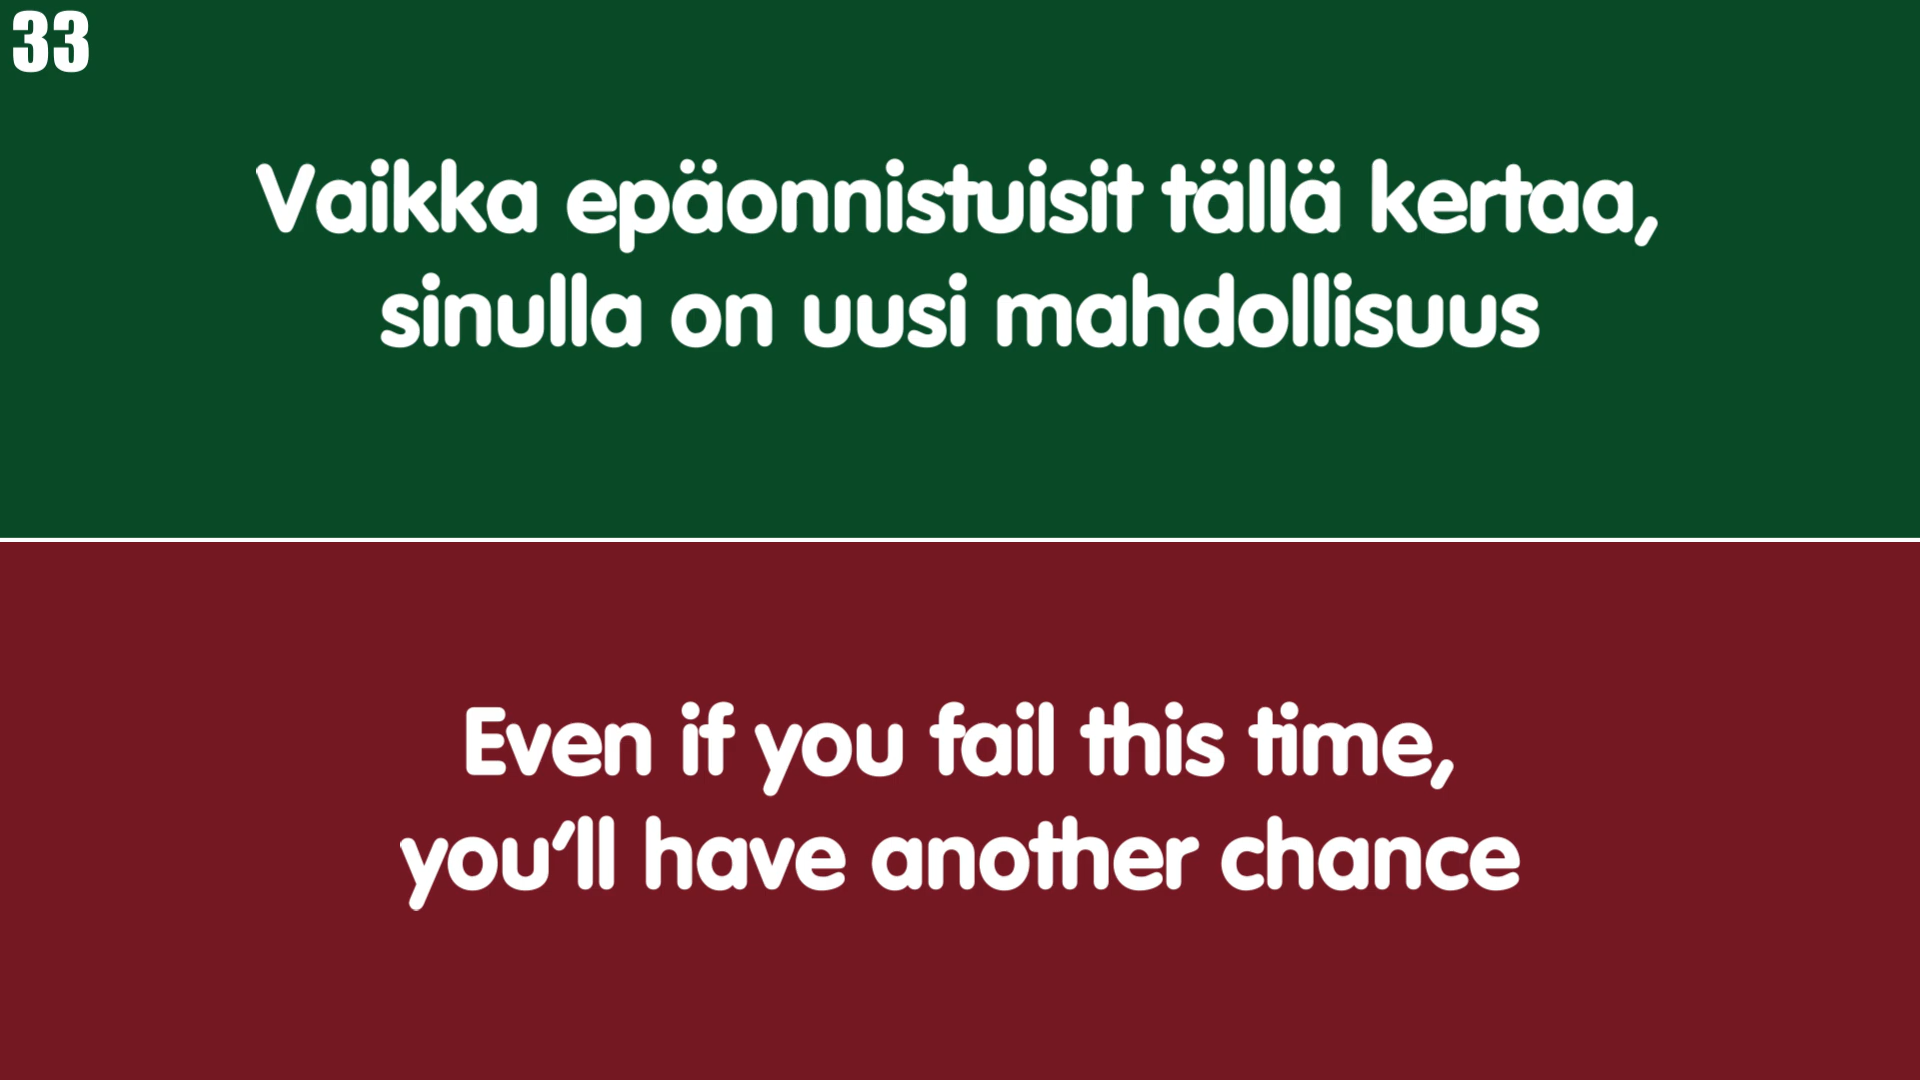 33
Vaikka epäonnistuisit tällä kertaa,
sinulla on uusi mahdollisuus
Even if you fail this time,
you'll have another chance